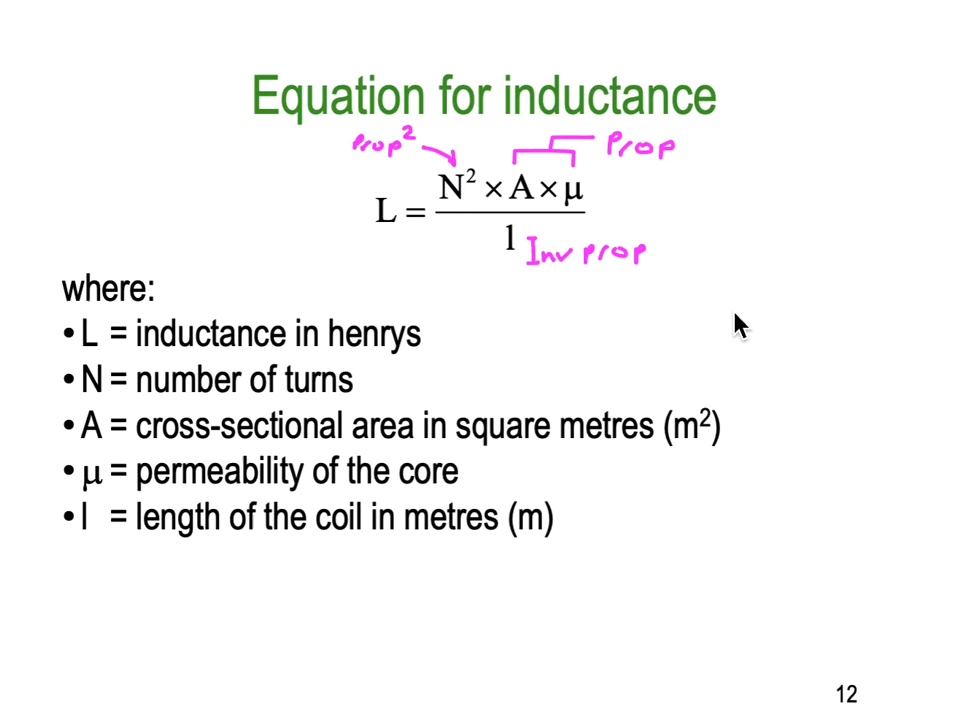 Equation for inductance
Prop² Prop
L = N² × A × µ
l Inv prop
where:
• L = inductance in henrys
• N = number of turns
• A = cross-sectional area in square metres (m²)
• µ = permeability of the core
• l = length of the coil in metres (m)
12